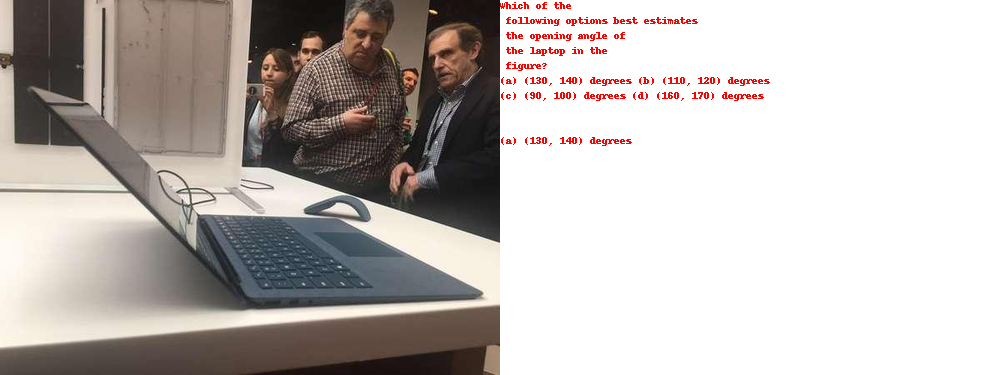 Which of the
following options best estimates
the opening angle of
the laptop in the
figure?
(a) (130, 140) degrees (b) (110, 120) degrees
(c) (90, 100) degrees (d) (160, 170) degrees
(a) (130, 140) degrees